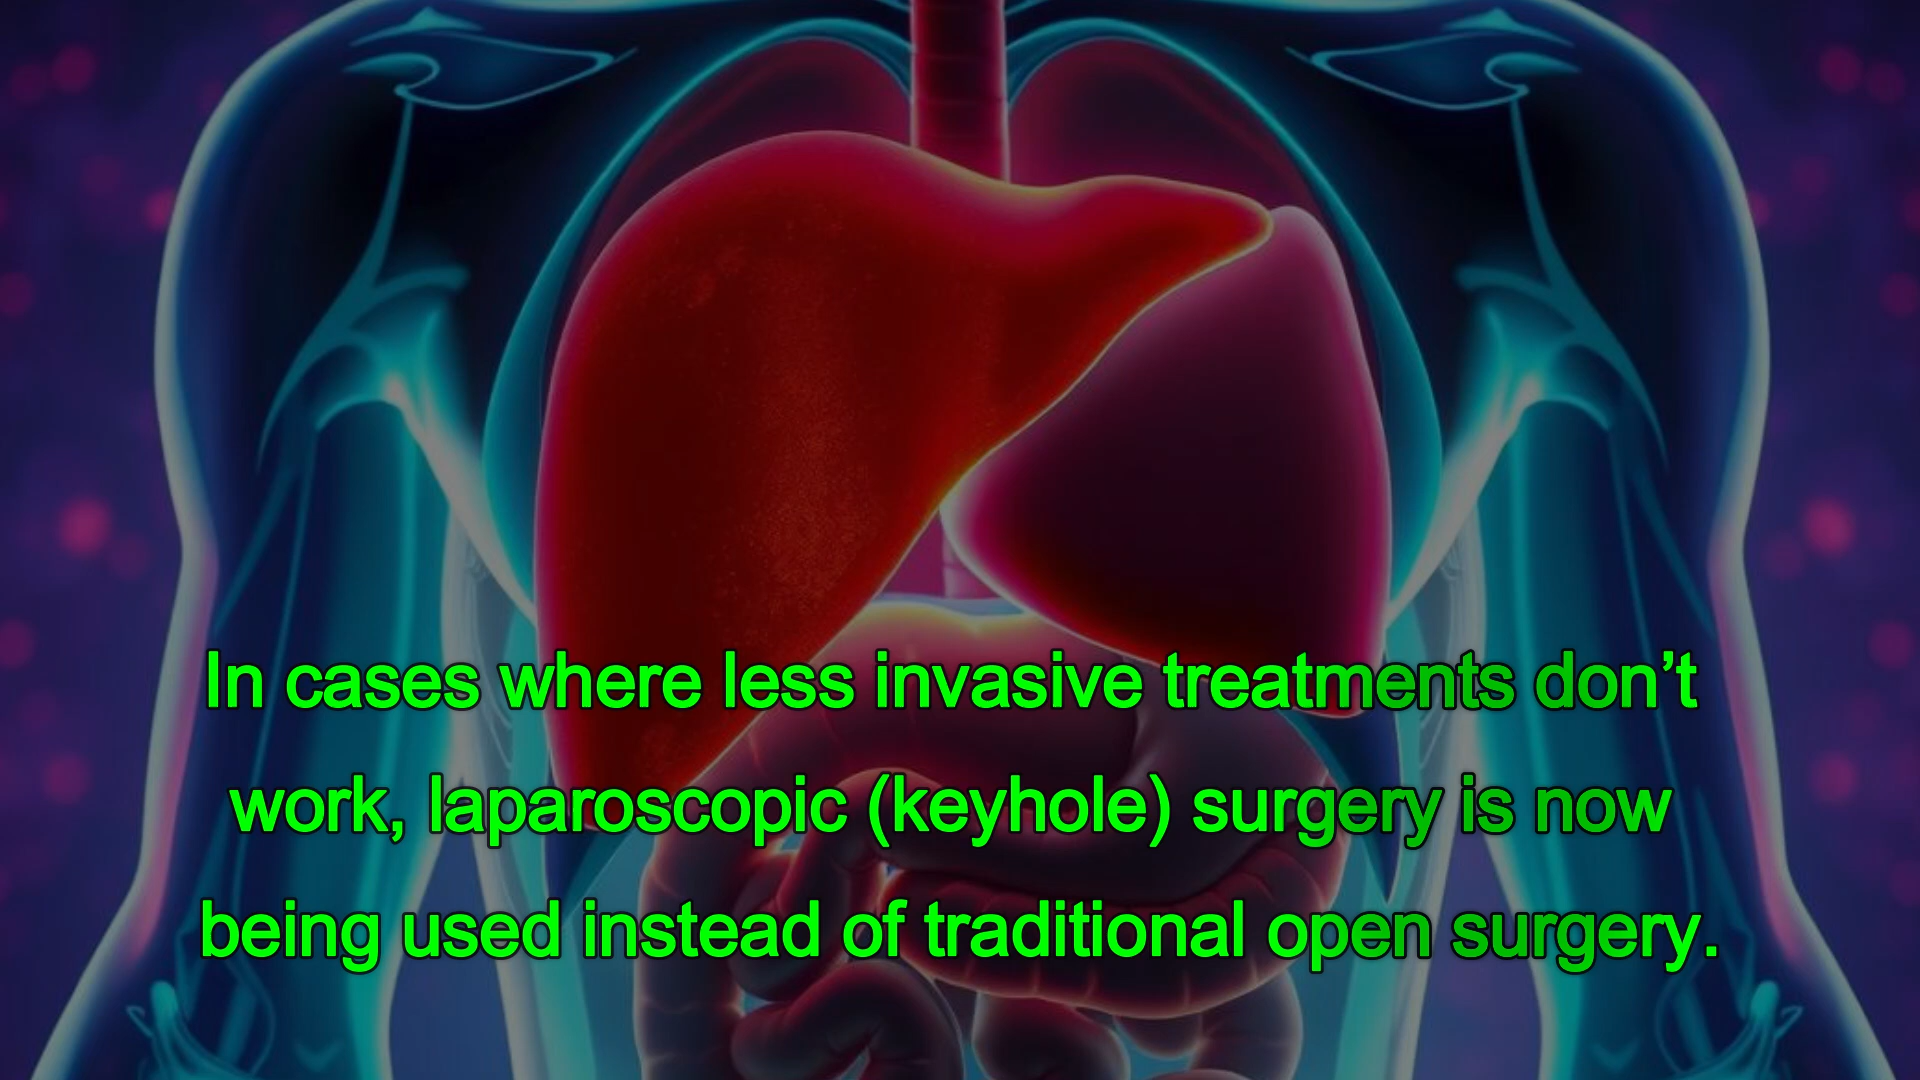 In cases where less invasive treatments don’t
work, laparoscopic (keyhole) surgery is now
being used instead of traditional open surgery.